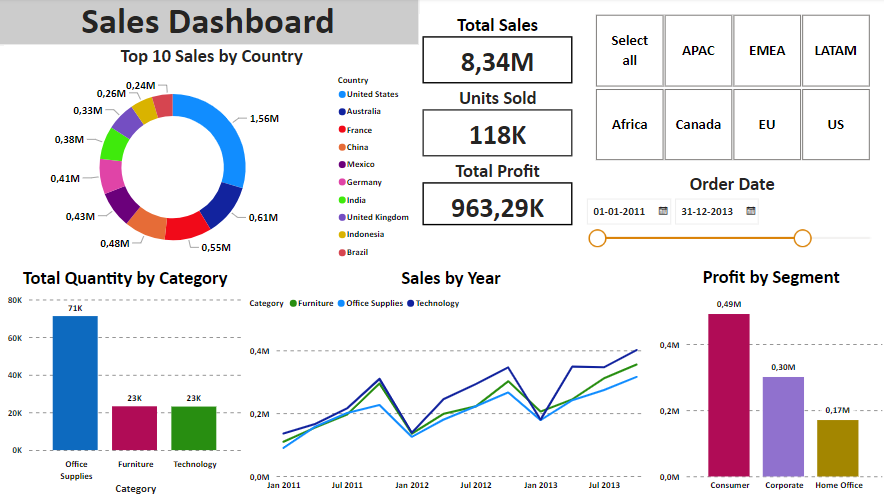 Sales Dashboard
Top 10 Sales by Country
0,24M
0,26M
0,33M
0,38M
0,41M
0,43M
0,48M
0,55M
0,61M
1,56M
Country
United States
Australia
France
China
Mexico
Germany
India
United Kingdom
Indonesia
Brazil
Total Sales
8,34M
Units Sold
118K
Total Profit
963,29K
Select
all
APAC
EMEA
LATAM
Africa
Canada
EU
US
Order Date
01-01-2011
31-12-2013
Total Quantity by Category
80K
60K
40K
20K
0K
71K
23K
23K
Office
Supplies
Furniture
Technology
Category
Sales by Year
Category
Furniture
Office Supplies
Technology
0,4M
0,2M
0,0M
Jan 2011
Jul 2011
Jan 2012
Jul 2012
Jan 2013
Jul 2013
Profit by Segment
0,4M
0,2M
0,0M
0,49M
0,30M
0,17M
Consumer
Corporate
Home Office